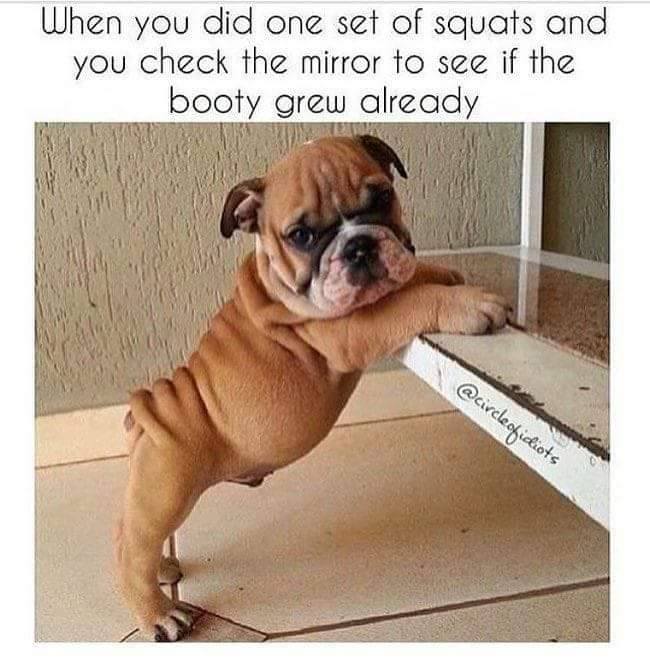 When you did one set of squats and
you check the mirror to see if the
booty grew already
@circleofidiots